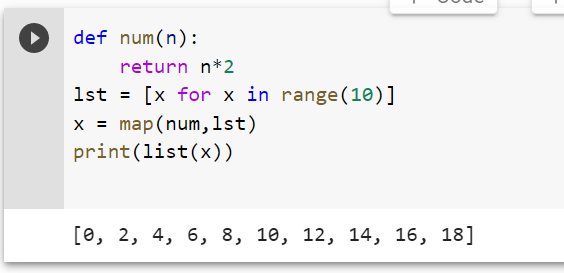 Code
def num(n):
    return n*2
lst = [x for x in range(10)]
x = map(num,lst)
print(list(x))
[0, 2, 4, 6, 8, 10, 12, 14, 16, 18]